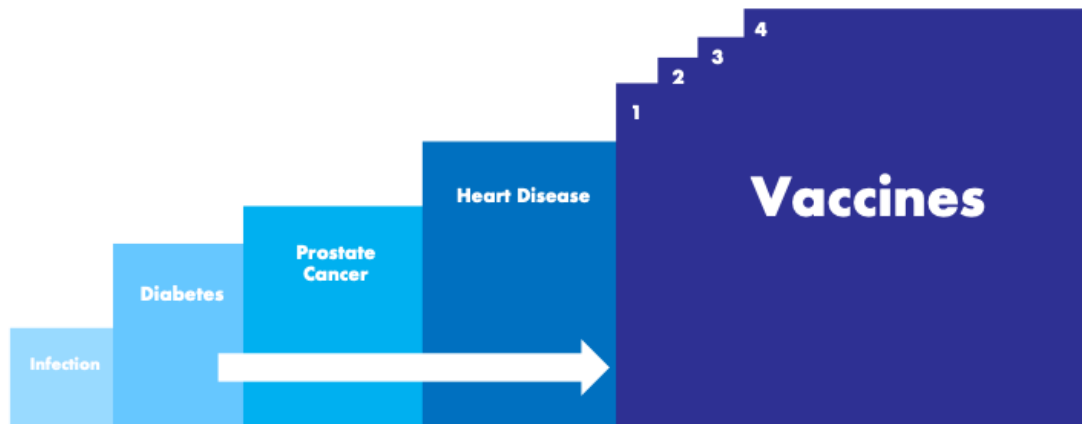 Infection
Diabetes
Prostate
Cancer
Heart Disease
1
2
3
4
Vaccines